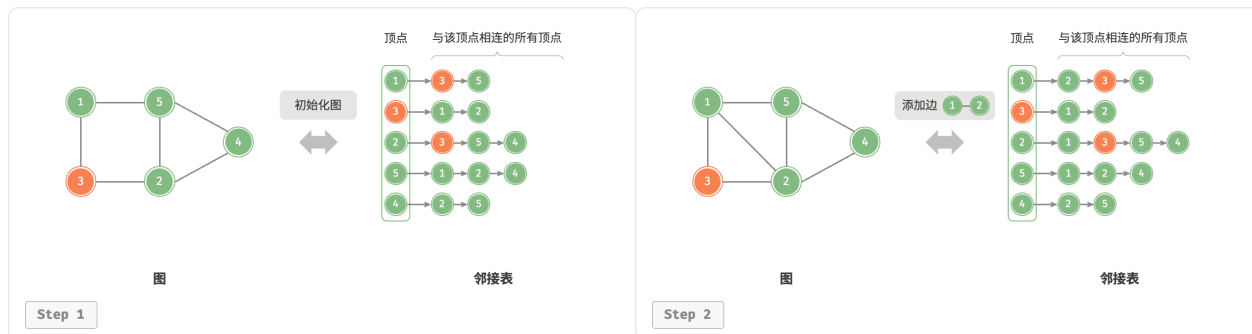 顶点 与该顶点相连的所有顶点
1 5 4 3 2
初始化图
1 3 5
3 1 2
2 3 5 4
5 1 2 4
4 2 5
图 邻接表
Step 1
顶点 与该顶点相连的所有顶点
1 5 4 3 2
添加边 1 2
1 2 3 5
3 1 2
2 1 3 5 4
5 1 2 4
4 2 5
图 邻接表
Step 2